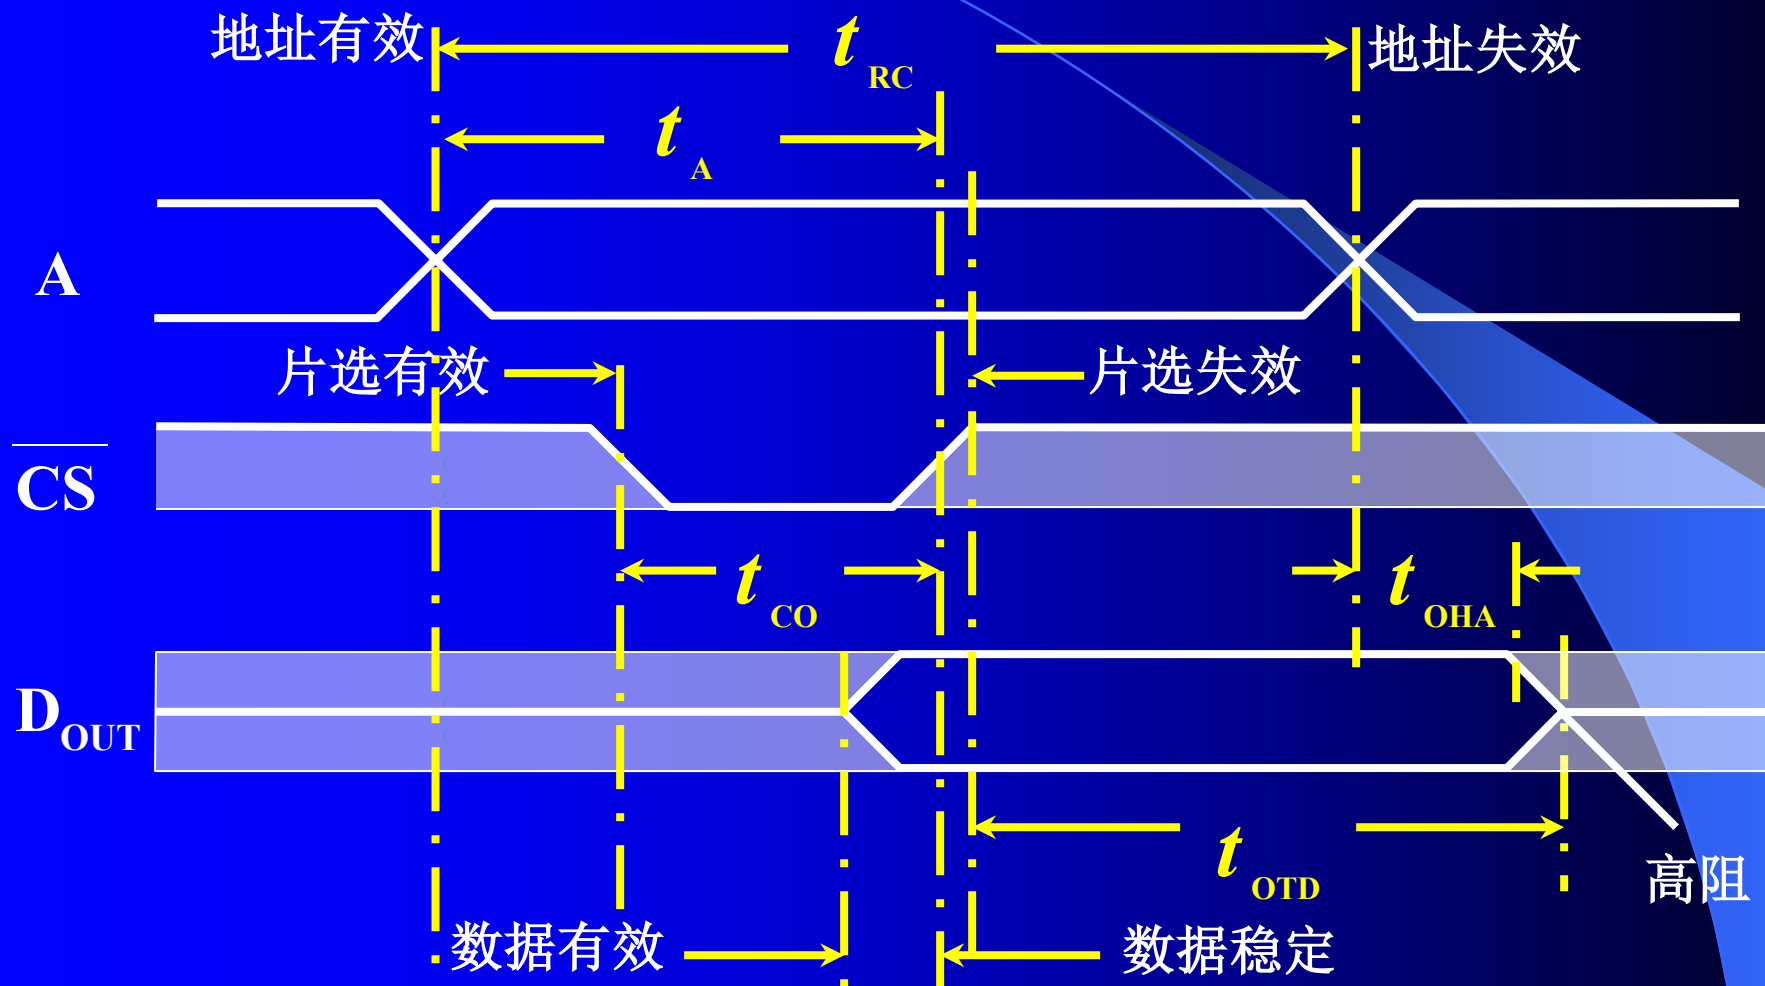 地址有效
t RC
地址失效
t A
A
片选有效
片选失效
CS
t CO
t OHA
D OUT
t OTD
高阻
数据有效
数据稳定